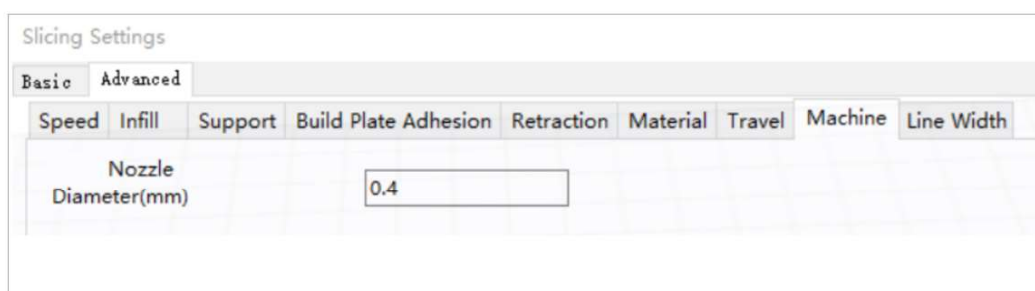 Slicing Settings
Basic Advanced
Speed Infill Support Build Plate Adhesion Retraction Material Travel Machine Line Width
Nozzle
Diameter(mm)
0.4